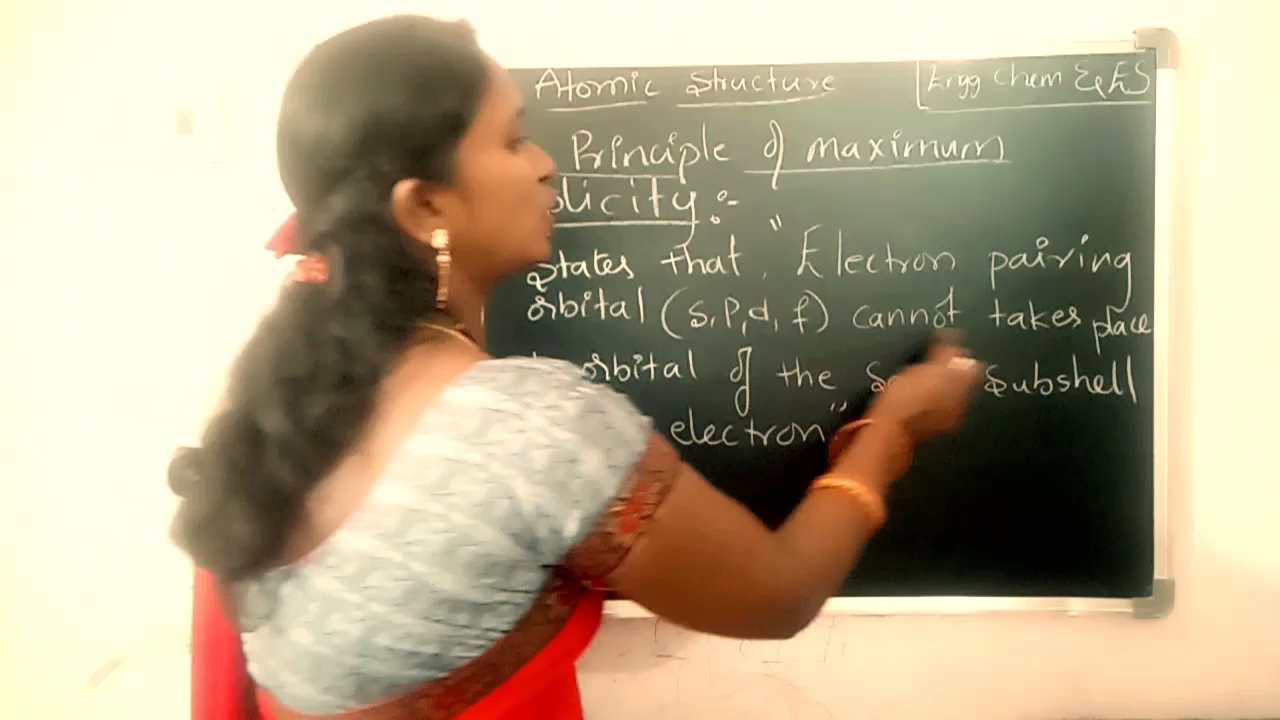 Atomic Structure
Engg Chem E&ES
Principle of maximum
licity :-
States that, " Electron pairing
orbital (s, p, d, f) cannot takes place
orbital of the subshell
electron"